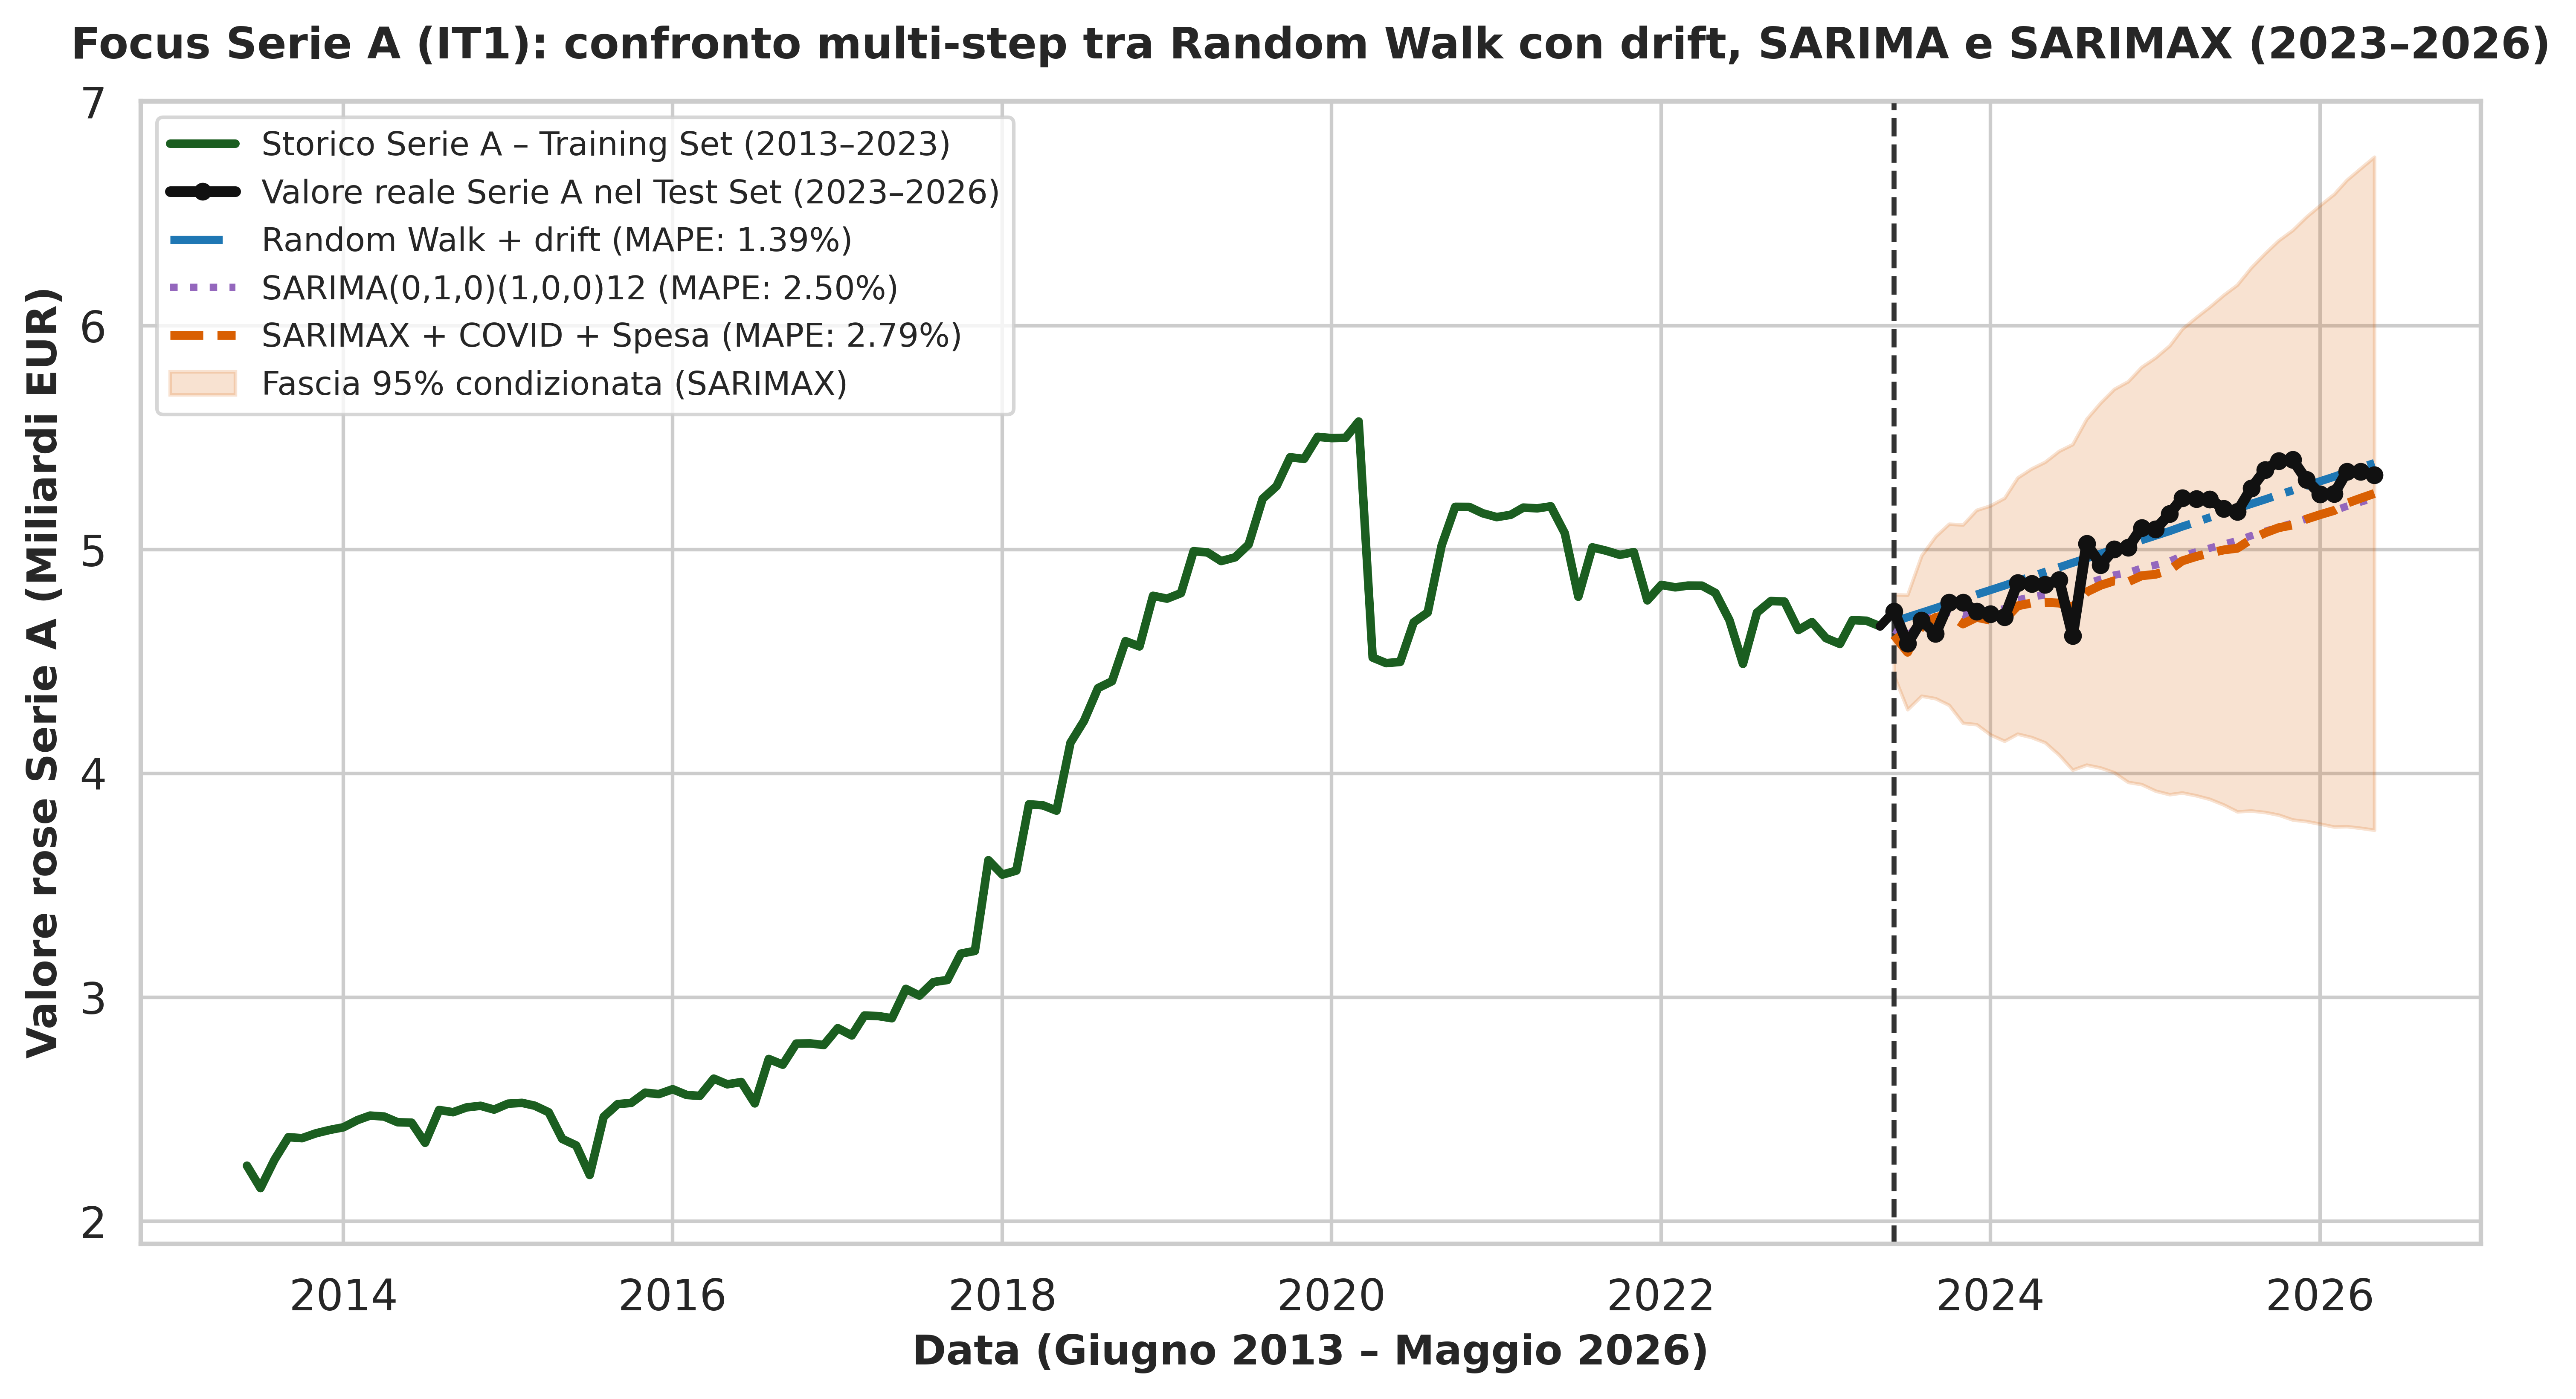 Focus Serie A (IT1): confronto multi-step tra Random Walk con drift, SARIMA e SARIMAX (2023–2026)
Storico Serie A – Training Set (2013–2023)
Valore reale Serie A nel Test Set (2023–2026)
Random Walk + drift (MAPE: 1.39%)
SARIMA(0,1,0)(1,0,0)12 (MAPE: 2.50%)
SARIMAX + COVID + Spesa (MAPE: 2.79%)
Fascia 95% condizionata (SARIMAX)
Valore rose Serie A (Miliardi EUR)
7
6
5
4
3
2
2014
2016
2018
2020
2022
2024
2026
Data (Giugno 2013 – Maggio 2026)